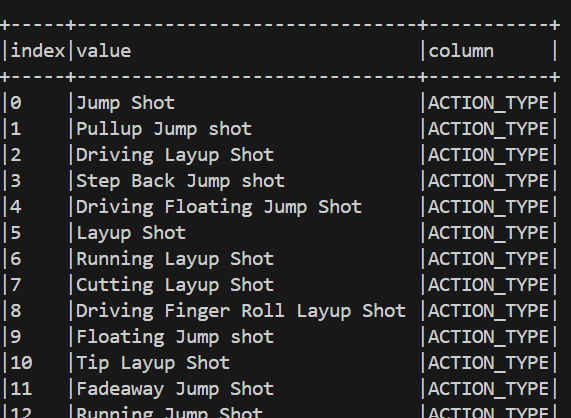 +-----+-------------------------------+-----------+
|index|value                          |column     |
+-----+-------------------------------+-----------+
|0    |Jump Shot                      |ACTION_TYPE|
|1    |Pullup Jump shot               |ACTION_TYPE|
|2    |Driving Layup Shot             |ACTION_TYPE|
|3    |Step Back Jump shot            |ACTION_TYPE|
|4    |Driving Floating Jump Shot     |ACTION_TYPE|
|5    |Layup Shot                     |ACTION_TYPE|
|6    |Running Layup Shot             |ACTION_TYPE|
|7    |Cutting Layup Shot             |ACTION_TYPE|
|8    |Driving Finger Roll Layup Shot |ACTION_TYPE|
|9    |Floating Jump shot             |ACTION_TYPE|
|10   |Tip Layup Shot                 |ACTION_TYPE|
|11   |Fadeaway Jump Shot             |ACTION_TYPE|
|12   |Running Jump Shot              |ACTION_TYPE|